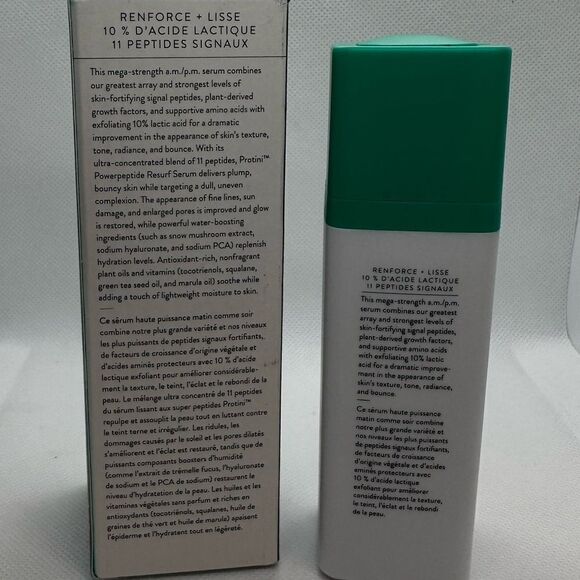 RENFORCE + LISSE
10 % D'ACIDE LACTIQUE
11 PEPTIDES SIGNAUX
This mega-strength a.m./p.m. serum combines
our greatest array and strongest levels of
skin-fortifying signal peptides, plant-derived
growth factors, and supportive amino acids with
exfoliating 10% lactic acid for a dramatic
improvement in the appearance of skin's texture,
tone, radiance, and bounce. With its
ultra-concentrated blend of 11 peptides, Protini™
Powerpeptide Resurf Serum delivers plump,
bouncy skin while targeting a dull, uneven
complexion. The appearance of fine lines, sun
damage, and enlarged pores is improved and glow
is restored, while powerful water-boosting
ingredients (such as snow mushroom extract,
sodium hyaluronate, and sodium PCA) replenish
hydration levels. Antioxidant-rich, nonfragrant
plant oils and vitamins (tocotrienols, squalane,
green tea seed oil, and marula oil) soothe while
adding a touch of lightweight moisture to skin.
Ce sérum haute puissance matin comme soir
combine notre plus grande variété et nos niveaux
les plus puissants de peptides signaux fortifiants,
de facteurs de croissance d'origine végétale et
d'acides aminés protecteurs avec 10 % d'acide
lactique exfoliant pour améliorer considérable-
ment la texture, le teint, l'éclat et le rebondi de la
peau. Le mélange ultra concentré de 11 peptides
du sérum lissant aux super peptides Protini™
repulpe et assouplit la peau tout en luttant contre
le teint terne et irrégulier. Les ridules, les
dommages causés par le soleil et les pores dilatés
s'améliorent et l'éclat est restauré, tandis que de
puissants composants boosters d'humidité
(comme l'extrait de trémelle fucus, l'hyaluronate
de sodium et le PCA de sodium) restaurent le
niveau d'hydratation de la peau. Les huiles et les
vitamines végétales sans parfum et riches en
antioxydants (tocotriénols, squalanes, huile de
graines de thé vert et huile de marula) apaisent
l'épiderme et l'hydratent tout en légèreté.
RENFORCE + LISSE
10 % D'ACIDE LACTIQUE
11 PEPTIDES SIGNAUX
This mega-strength a.m./p.m.
serum combines our greatest
array and strongest levels of
skin-fortifying signal peptides,
plant-derived growth factors,
and supportive amino acids
with exfoliating 10% lactic
acid for a dramatic improve-
ment in the appearance of
skin's texture, tone, radiance,
and bounce.
Ce sérum haute puissance
matin comme soir combine
notre plus grande variété et
nos niveaux les plus puissants
de peptides signaux fortifiants,
de facteurs de croissance
d'origine végétale et d'acides
aminés protecteurs avec
10 % d'acide lactique
exfoliant pour améliorer
considérablement la texture,
le teint, l'éclat et le rebondi
de la peau.